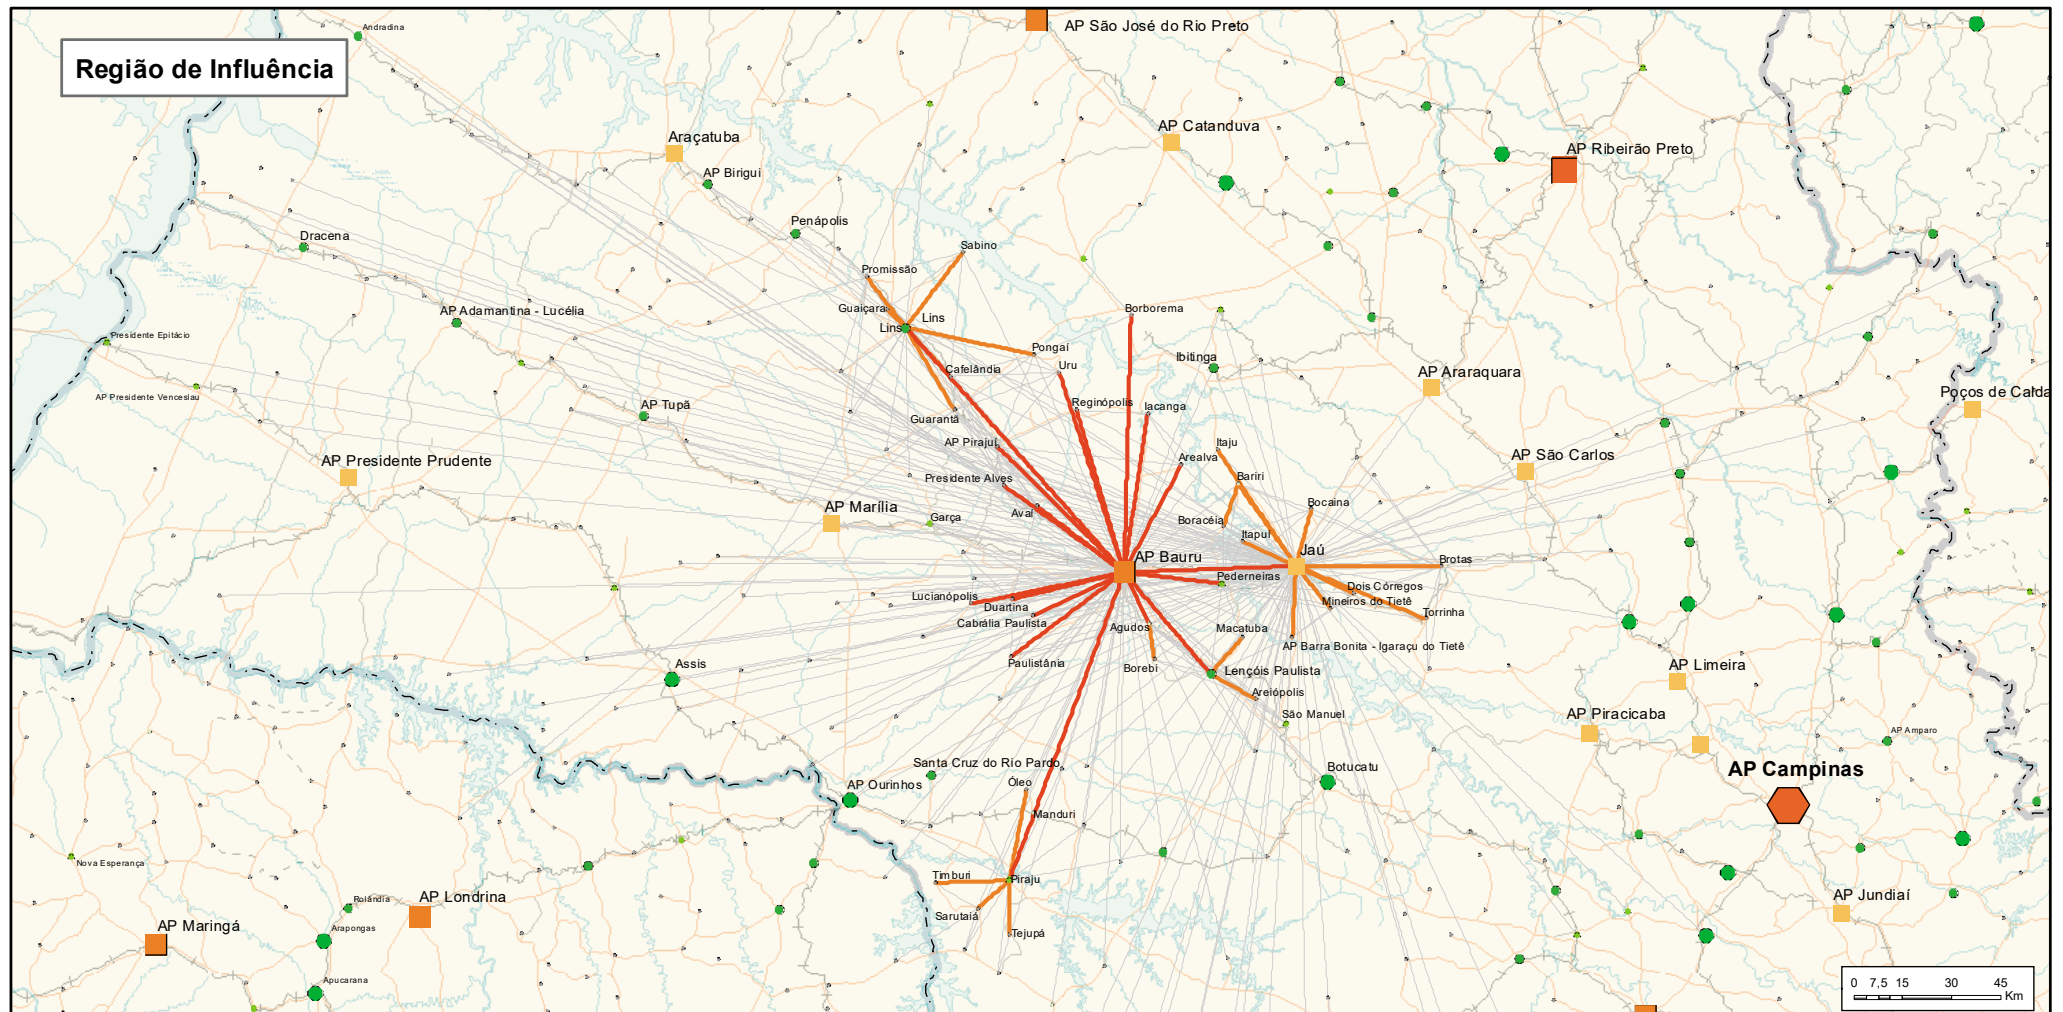 Andradina
AP São José do Rio Preto
Região de Influência
Araçatuba
AP Catanduva
AP Ribeirão Preto
AP Birigui
Penápolis
Dracena
Sabino
Promissão
Guaiçara
Lins
Lins
AP Adamantina - Lucélia
Borborema
Presidente Epitácio
Pongaí
Ibitinga
Uru
Cafelândia
AP Araraquara
AP Presidente Venceslau
Poços de Calda
AP Tupã
Reginópolis
Iacanga
Guarantã
AP Pirajuí
Itaju
Arealva
AP Presidente Prudente
AP São Carlos
Presidente Alves
Bariri
AP Marília
Garça
Avaí
Bocaina
Boracéia
Itapuí
Jaú
AP Bauru
Brotas
Pederneiras
Dois Córregos
Lucianópolis
Duartina
Mineiros do Tietê
Torrinha
Cabrália Paulista
Agudos
Macatuba
AP Barra Bonita - Igaraçu do Tietê
Assis
Paulistânia
Borebi
Lençóis Paulista
AP Limeira
Areiópolis
São Manuel
AP Piracicaba
AP Amparo
Santa Cruz do Rio Pardo
Botucatu
AP Campinas
AP Ourinhos
Óleo
Manduri
Nova Esperança
Timburi
Piraju
AP Londrina
Rolândia
AP Jundiaí
Sarutaiá
AP Maringá
Arapongas
Tejupá
Apucarana
0 7,5 15 30 45
Km